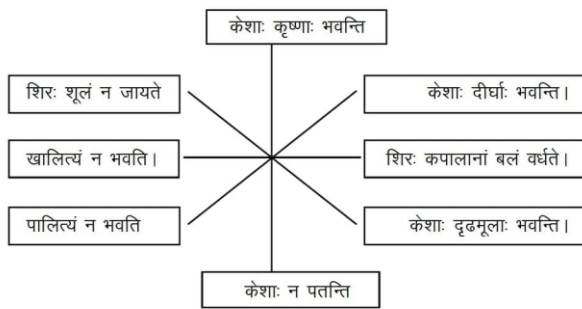 केशाः कृष्णाः भवन्ति
शिरः शूलं न जायते
केशाः दीर्घाः भवन्ति।
खालित्यं न भवति।
शिरः कपालानां बलं वर्धते।
पालित्यं न भवति
केशाः दृढमूलाः भवन्ति।
केशाः न पतन्ति